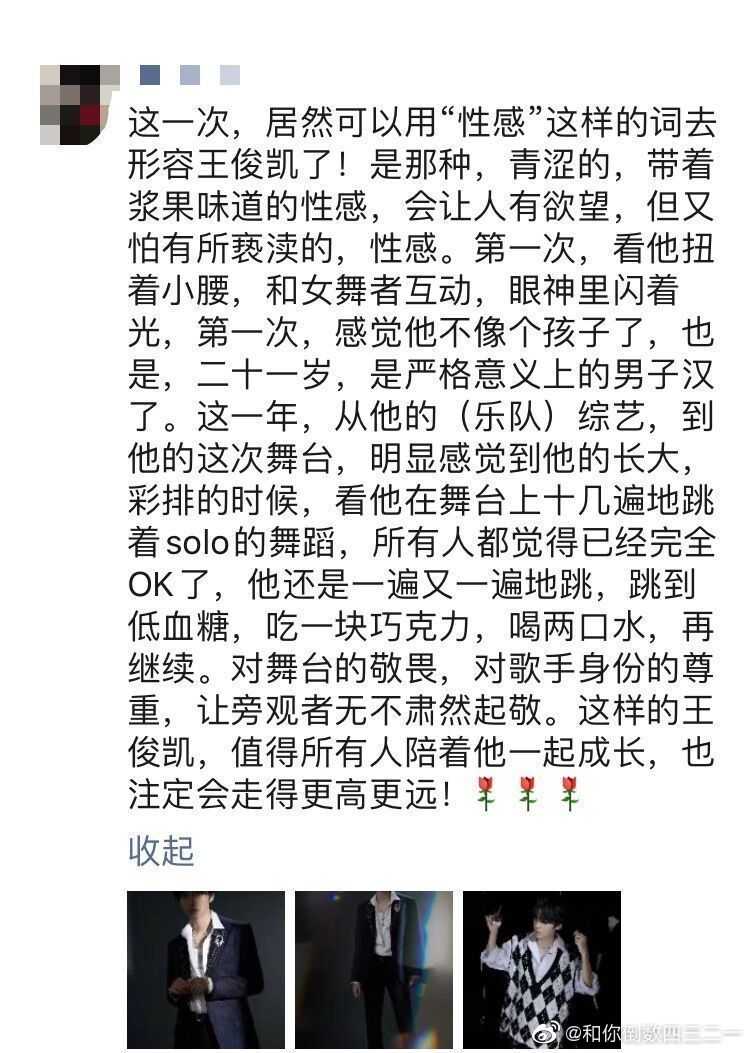 这一次，居然可以用“性感”这样的词去
形容王俊凯了！是那种，青涩的，带着
浆果味道的性感，会让人有欲望，但又
怕有所亵渎的，性感。第一次，看他扭
着小腰，和女舞者互动，眼神里闪着
光，第一次，感觉他不像个孩子了，也
是，二十一岁，是严格意义上的男子汉
了。这一年，从他的（乐队）综艺，到
他的这次舞台，明显感觉到他的长大，
彩排的时候，看他在舞台上十几遍地跳
着solo的舞蹈，所有人都觉得已经完全
OK了，他还是一遍又一遍地跳，跳到
低血糖，吃一块巧克力，喝两口水，再
继续。对舞台的敬畏，对歌手身份的尊
重，让旁观者无不肃然起敬。这样的王
俊凯，值得所有人陪着他一起成长，也
注定会走得更高更远！🌹🌹🌹
收起
@和你倒数四三二一